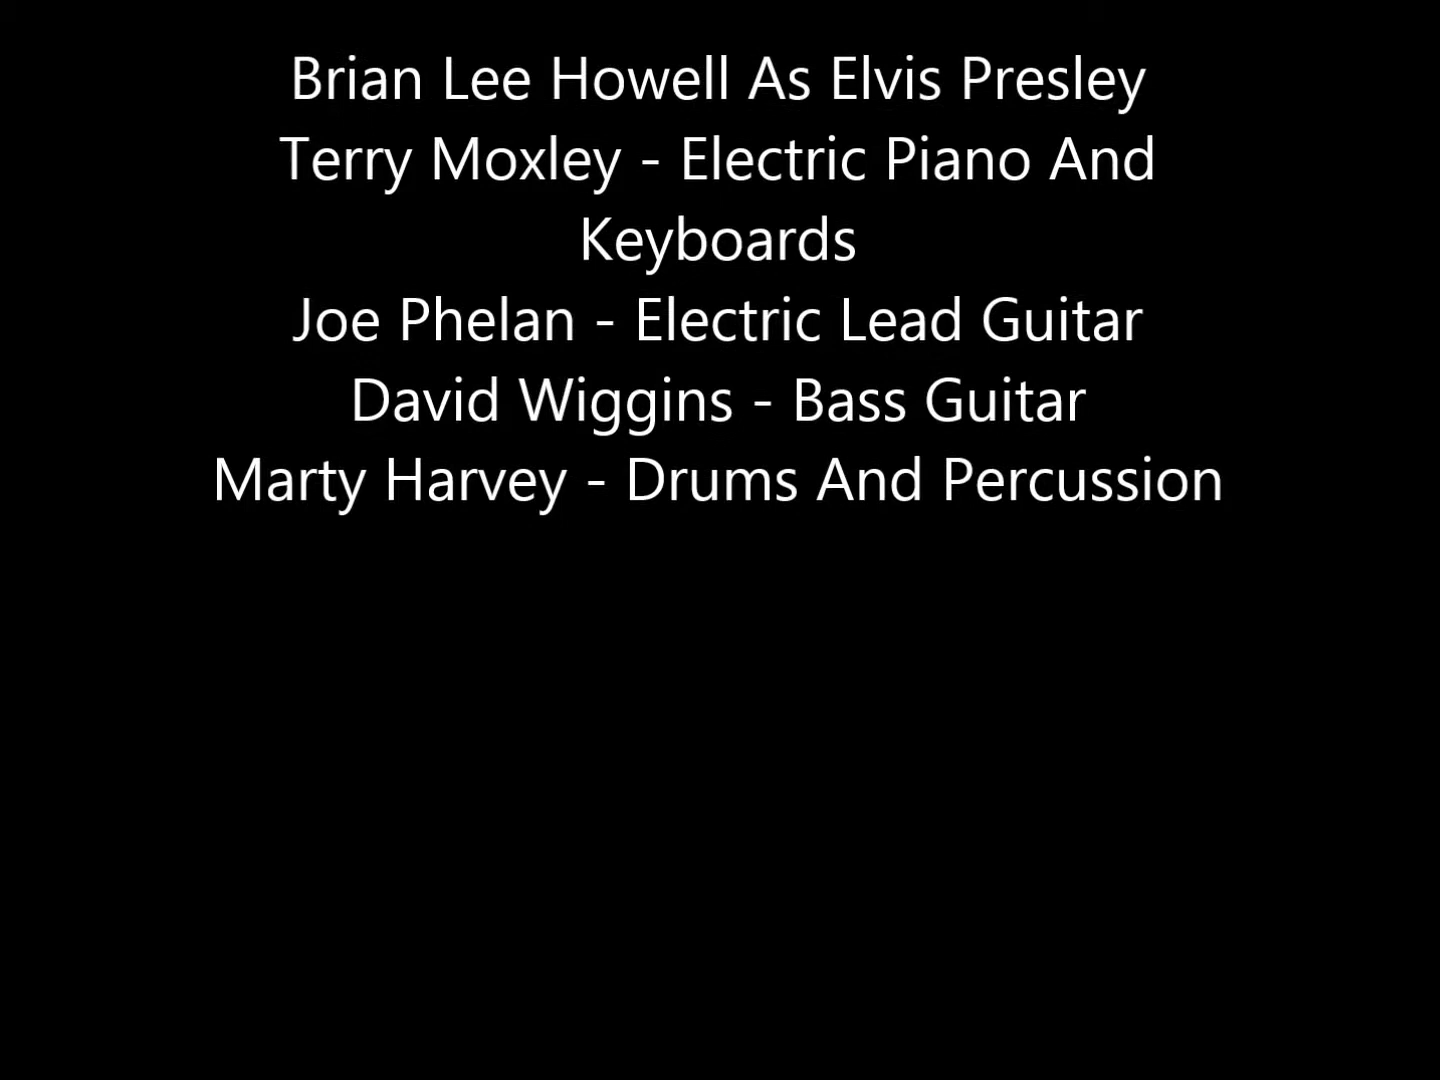 Brian Lee Howell As Elvis Presley
Terry Moxley - Electric Piano And
Keyboards
Joe Phelan - Electric Lead Guitar
David Wiggins - Bass Guitar
Marty Harvey - Drums And Percussion